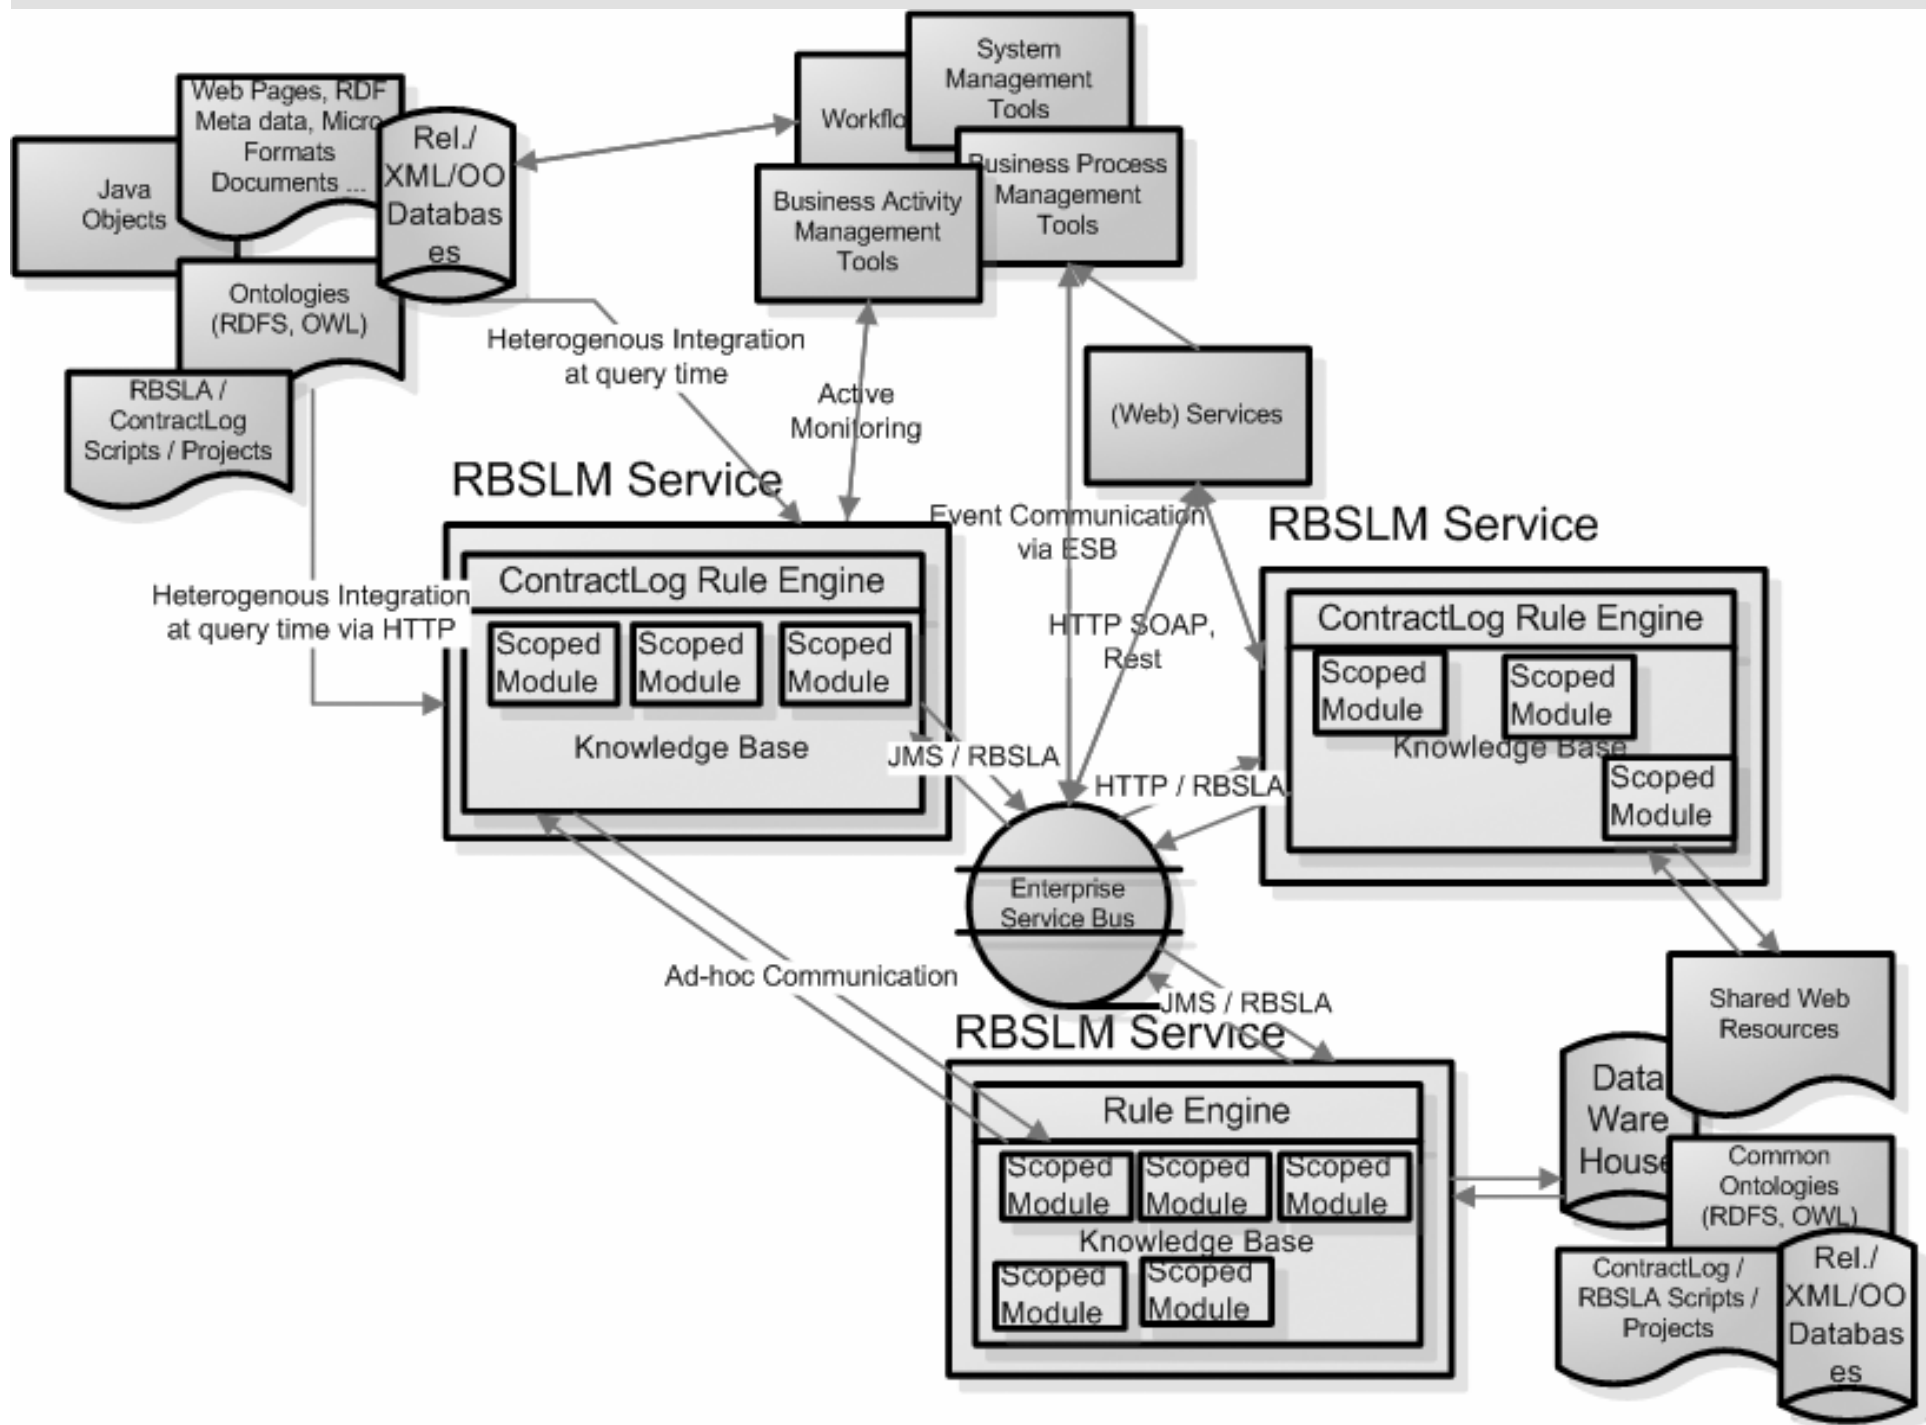 System
Management
Tools
Workflo
Business Process
Management
Tools
Business Activity
Management
Tools
Web Pages, RDF
Meta data, Micro
Formats
Documents ...
Java
Objects
Rel./
XML/OO
Databas
es
Ontologies
(RDFS, OWL)
RBSLA /
ContractLog
Scripts / Projects
Heterogenous Integration
at query time
Active
Monitoring
(Web) Services
RBSLM Service
Event Communication
via ESB
RBSLM Service
Heterogenous Integration
at query time via HTTP
ContractLog Rule Engine
Scoped
Module
Scoped
Module
Scoped
Module
Knowledge Base
HTTP SOAP,
Rest
ContractLog Rule Engine
Scoped
Module
Scoped
Module
Knowledge Base
Scoped
Module
JMS / RBSLA
HTTP / RBSLA
Enterprise
Service Bus
Ad-hoc Communication
JMS / RBSLA
RBSLM Service
Rule Engine
Scoped
Module
Scoped
Module
Scoped
Module
Knowledge Base
Scoped
Module
Scoped
Module
Shared Web
Resources
Data
Ware
House
Common
Ontologies
(RDFS, OWL)
ContractLog /
RBSLA Scripts /
Projects
Rel./
XML/OO
Databas
es